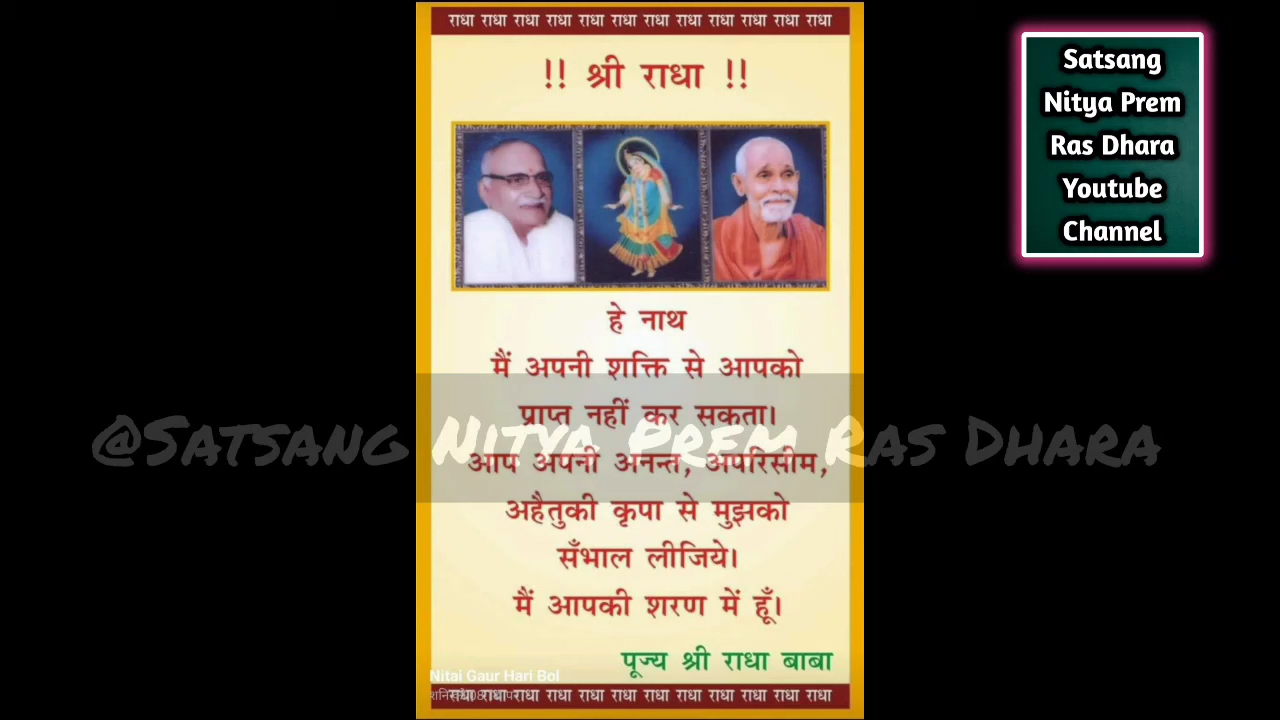 राधा राधा राधा राधा राधा राधा राधा राधा राधा राधा राधा राधा
!! श्री राधा !!
हे नाथ
मैं अपनी शक्ति से आपको
प्राप्त नहीं कर सकता।
आप अपनी अनन्त, अपरिसीम,
अहैतुकी कृपा से मुझको
सँभाल लीजिये।
मैं आपकी शरण में हूँ।
पूज्य श्री राधा बाबा
Nitai Gaur Hari Bol
राधा राधा राधा राधा राधा राधा राधा राधा राधा राधा राधा
@Satsang Nitya Prem Ras Dhara
Satsang
Nitya Prem
Ras Dhara
Youtube
Channel